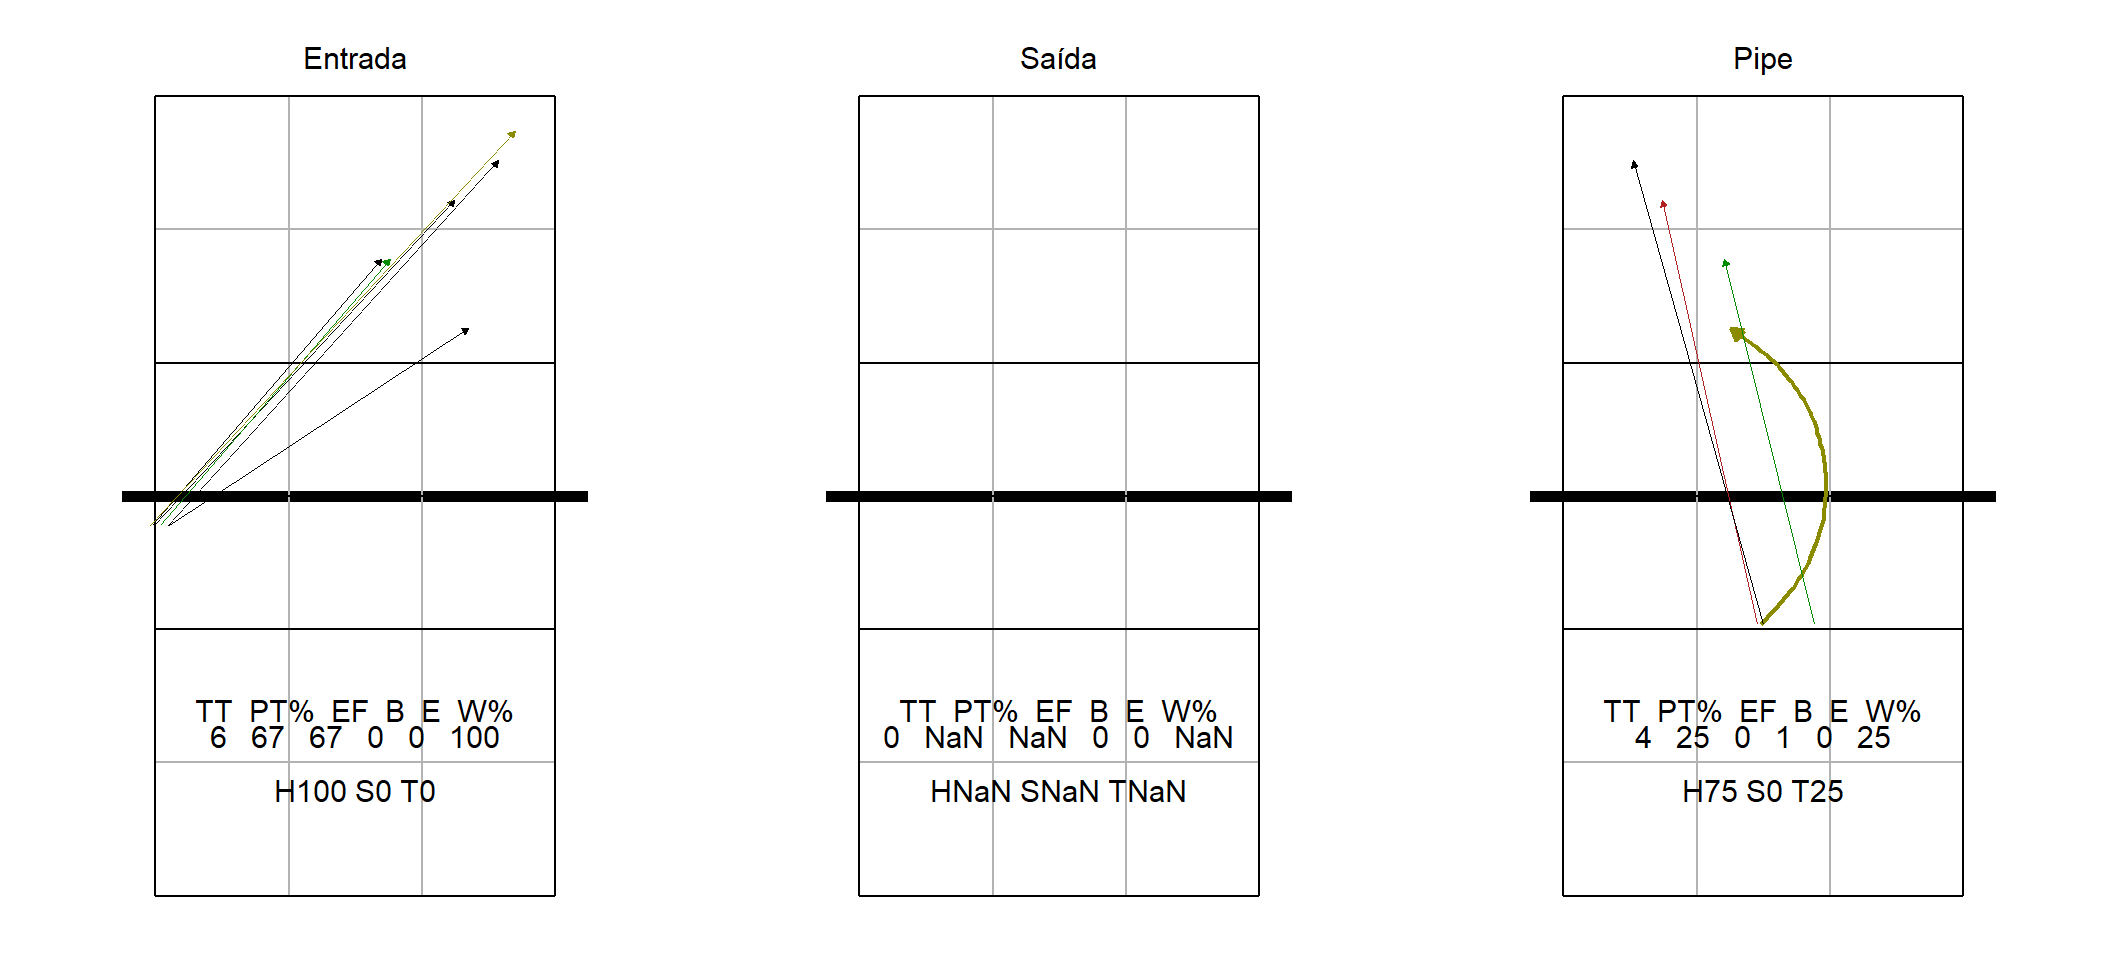 Entrada
TT PT% EF B E W%
6 67 67 0 0 100
H100 S0 T0
Saída
TT PT% EF B E W%
0 NaN NaN 0 0 NaN
HNaN SNaN TNaN
Pipe
TT PT% EF B E W%
4 25 0 1 0 25
H75 S0 T25